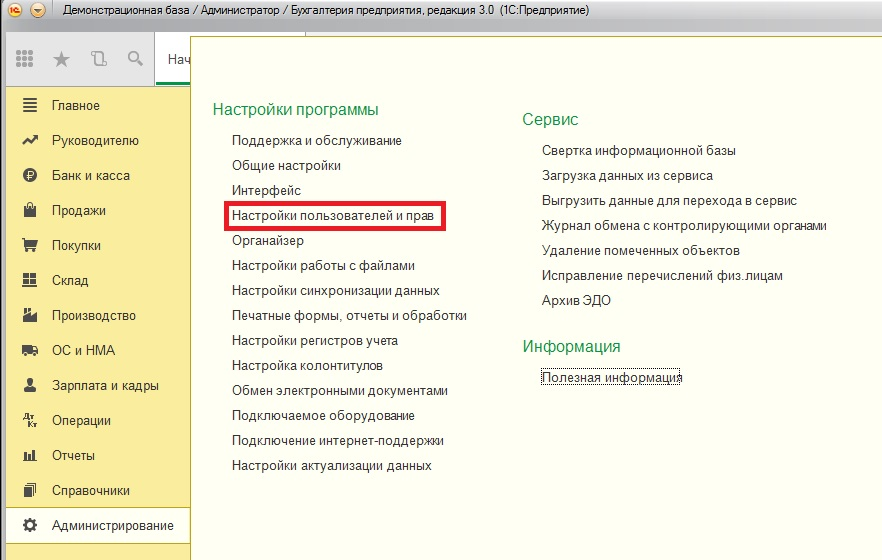 Демонстрационная база / Администратор / Бухгалтерия предприятия, редакция 3.0 (1С:Предприятие)
Нач
Главное
Руководителю
Банк и касса
Продажи
Покупки
Склад
Производство
ОС и НМА
Зарплата и кадры
Операции
Отчеты
Справочники
Администрирование
Настройки программы
Поддержка и обслуживание
Общие настройки
Интерфейс
Настройки пользователей и прав
Органайзер
Настройки работы с файлами
Настройки синхронизации данных
Печатные формы, отчеты и обработки
Настройки регистров учета
Настройка колонтитулов
Обмен электронными документами
Подключаемое оборудование
Подключение интернет-поддержки
Настройки актуализации данных
Сервис
Свертка информационной базы
Загрузка данных из сервиса
Выгрузить данные для перехода в сервис
Журнал обмена с контролирующими органами
Удаление помеченных объектов
Исправление перечислений физ.лицам
Архив ЭДО
Информация
Полезная информация